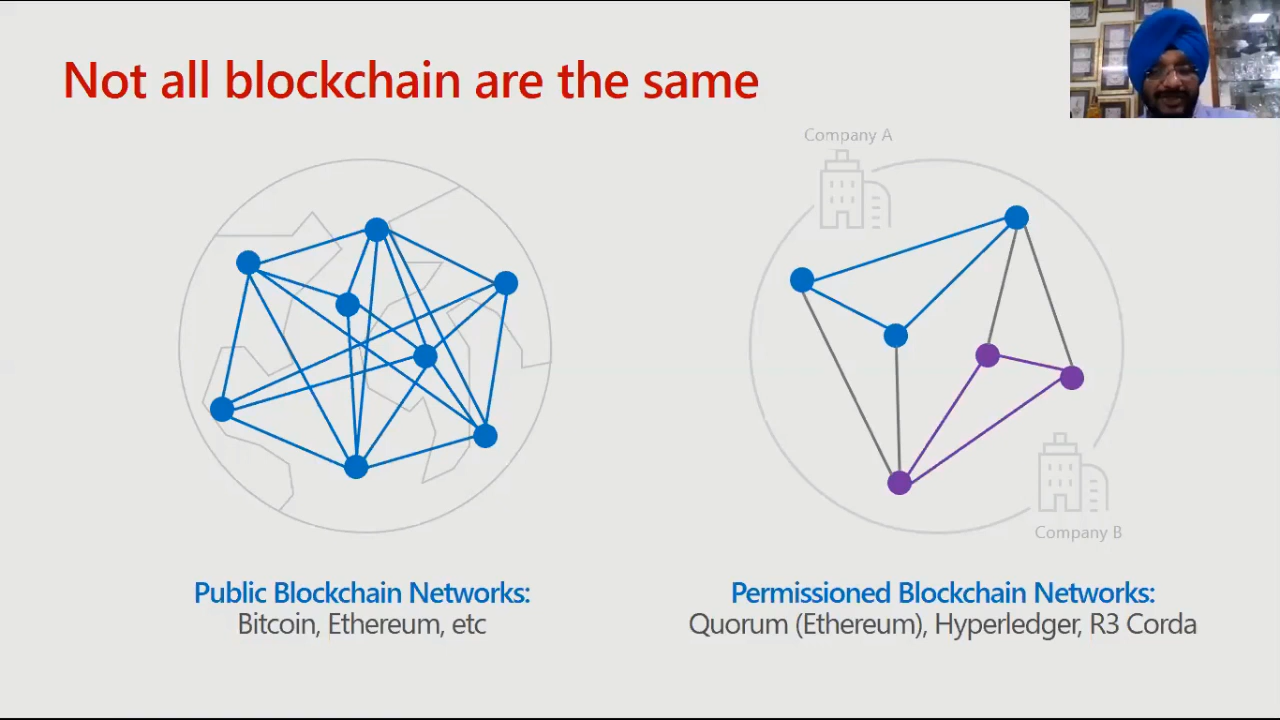 Not all blockchain are the same
Company A
Company B
Public Blockchain Networks:
Bitcoin, Ethereum, etc
Permissioned Blockchain Networks:
Quorum (Ethereum), Hyperledger, R3 Corda